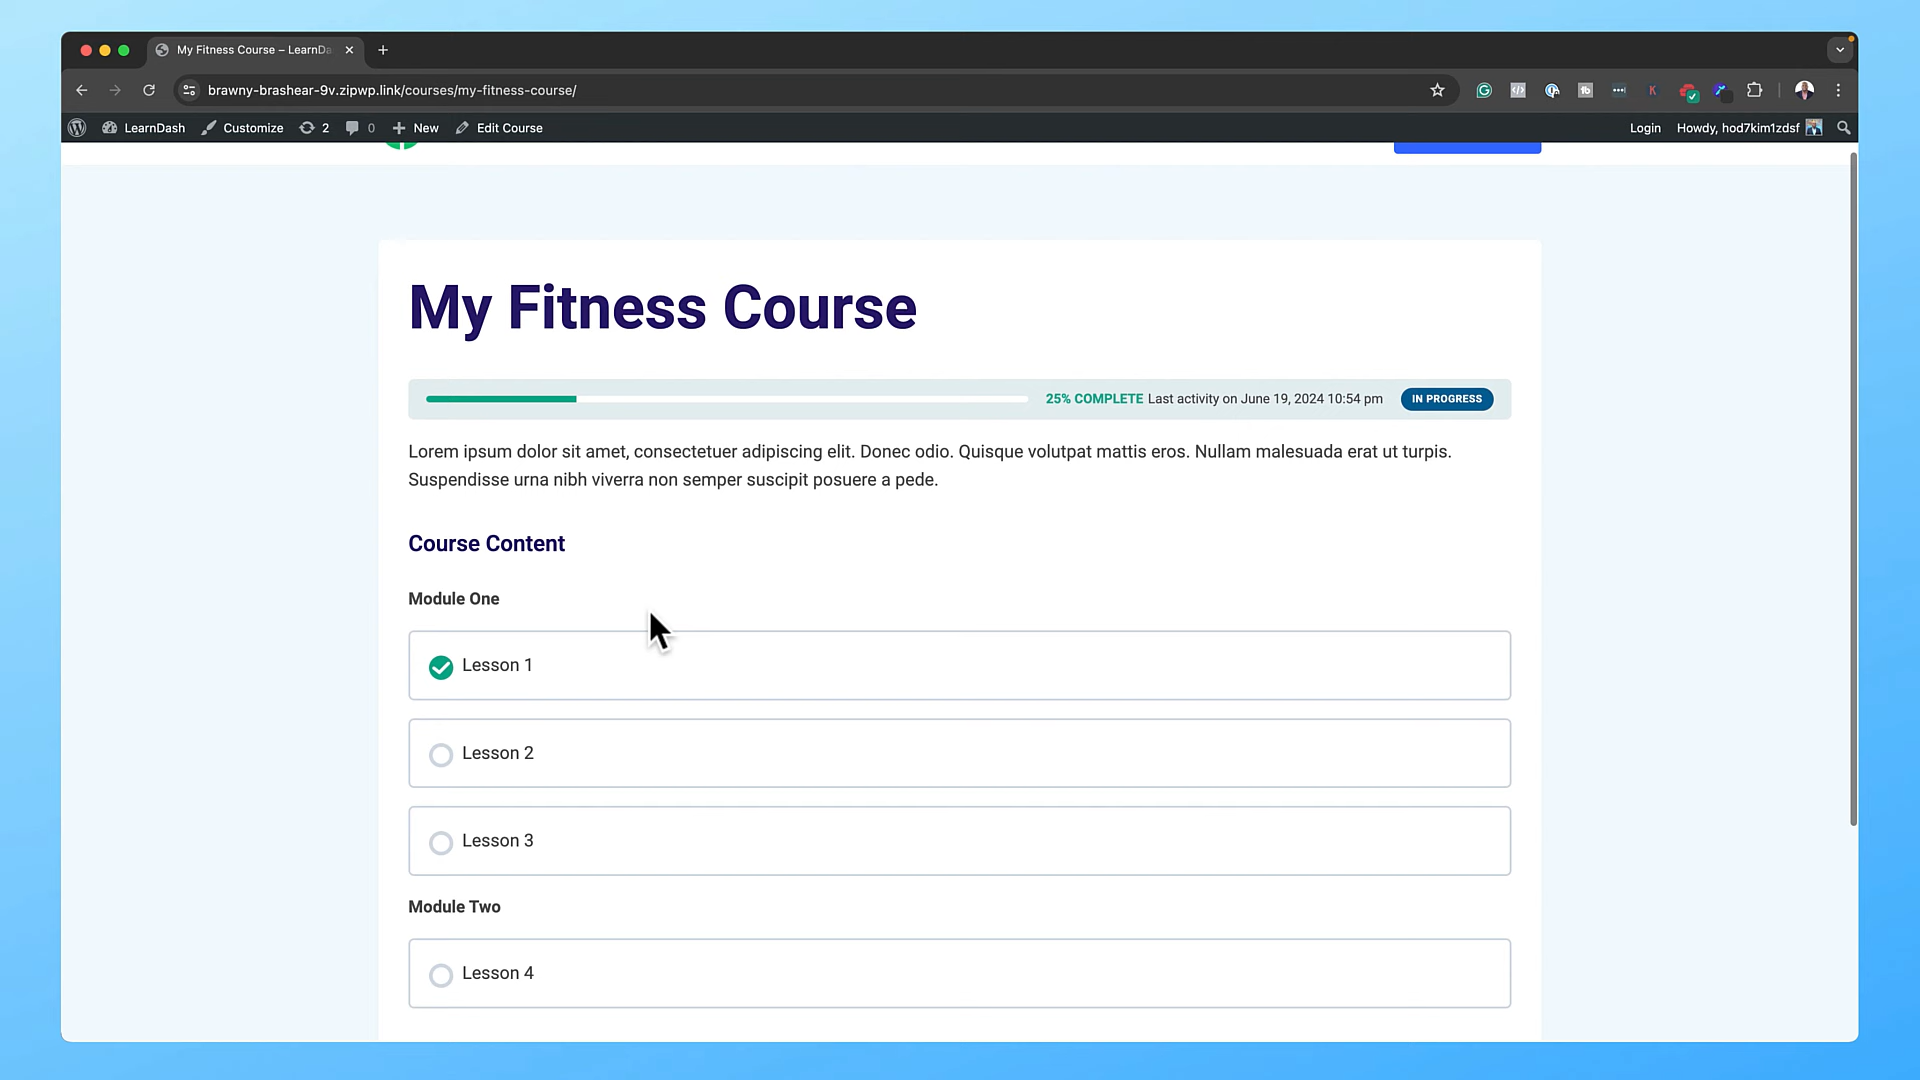 My Fitness Course – LearnDa
brawny-brashear-9v.zipwp.link/courses/my-fitness-course/
LearnDash Customize 2 0 New Edit Course Login Howdy, hod7kim1zdsf
My Fitness Course
25% COMPLETE Last activity on June 19, 2024 10:54 pm IN PROGRESS
Lorem ipsum dolor sit amet, consectetuer adipiscing elit. Donec odio. Quisque volutpat mattis eros. Nullam malesuada erat ut turpis.
Suspendisse urna nibh viverra non semper suscipit posuere a pede.
Course Content
Module One
Lesson 1
Lesson 2
Lesson 3
Module Two
Lesson 4